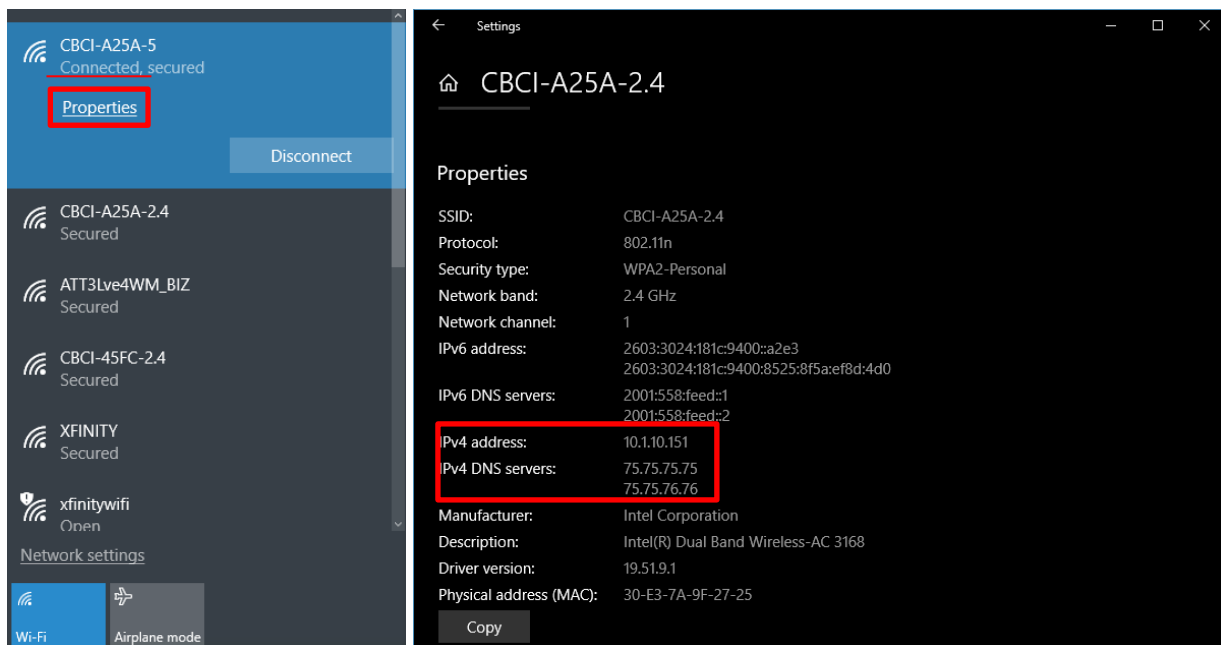 CBCI-A25A-5
Connected, secured
Properties
Disconnect
CBCI-A25A-2.4
Secured
ATT3Lve4WM_BIZ
Secured
CBCI-45FC-2.4
Secured
XFINITY
Secured
xfinitywifi
Open
Network settings
Wi-Fi
Airplane mode
Settings
CBCI-A25A-2.4
Properties
SSID: CBCI-A25A-2.4
Protocol: 802.11n
Security type: WPA2-Personal
Network band: 2.4 GHz
Network channel: 1
IPv6 address: 2603:3024:181c:9400::a2e3
2603:3024:181c:9400:8525:8f5a:ef8d:4d0
IPv6 DNS servers: 2001:558:feed::1
2001:558:feed::2
IPv4 address: 10.1.10.151
IPv4 DNS servers: 75.75.75.75
75.75.76.76
Manufacturer: Intel Corporation
Description: Intel(R) Dual Band Wireless-AC 3168
Driver version: 19.51.9.1
Physical address (MAC): 30-E3-7A-9F-27-25
Copy